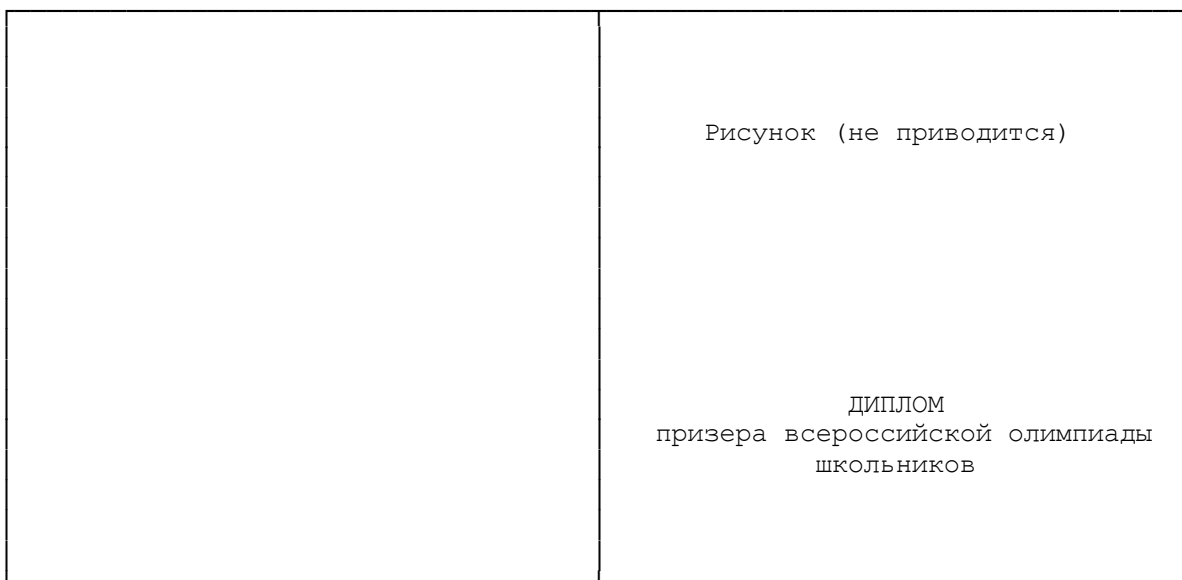 Рисунок (не приводится)
ДИПЛОМ
призера всероссийской олимпиады
школьников